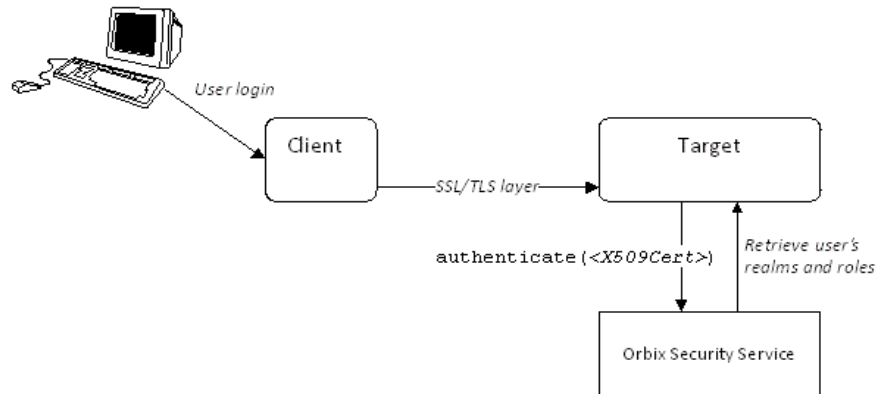 User login
Client
Target
SSL/TLS layer
authenticate(<X509Cert>)
Retrieve user's
realms and roles
Orbix Security Service